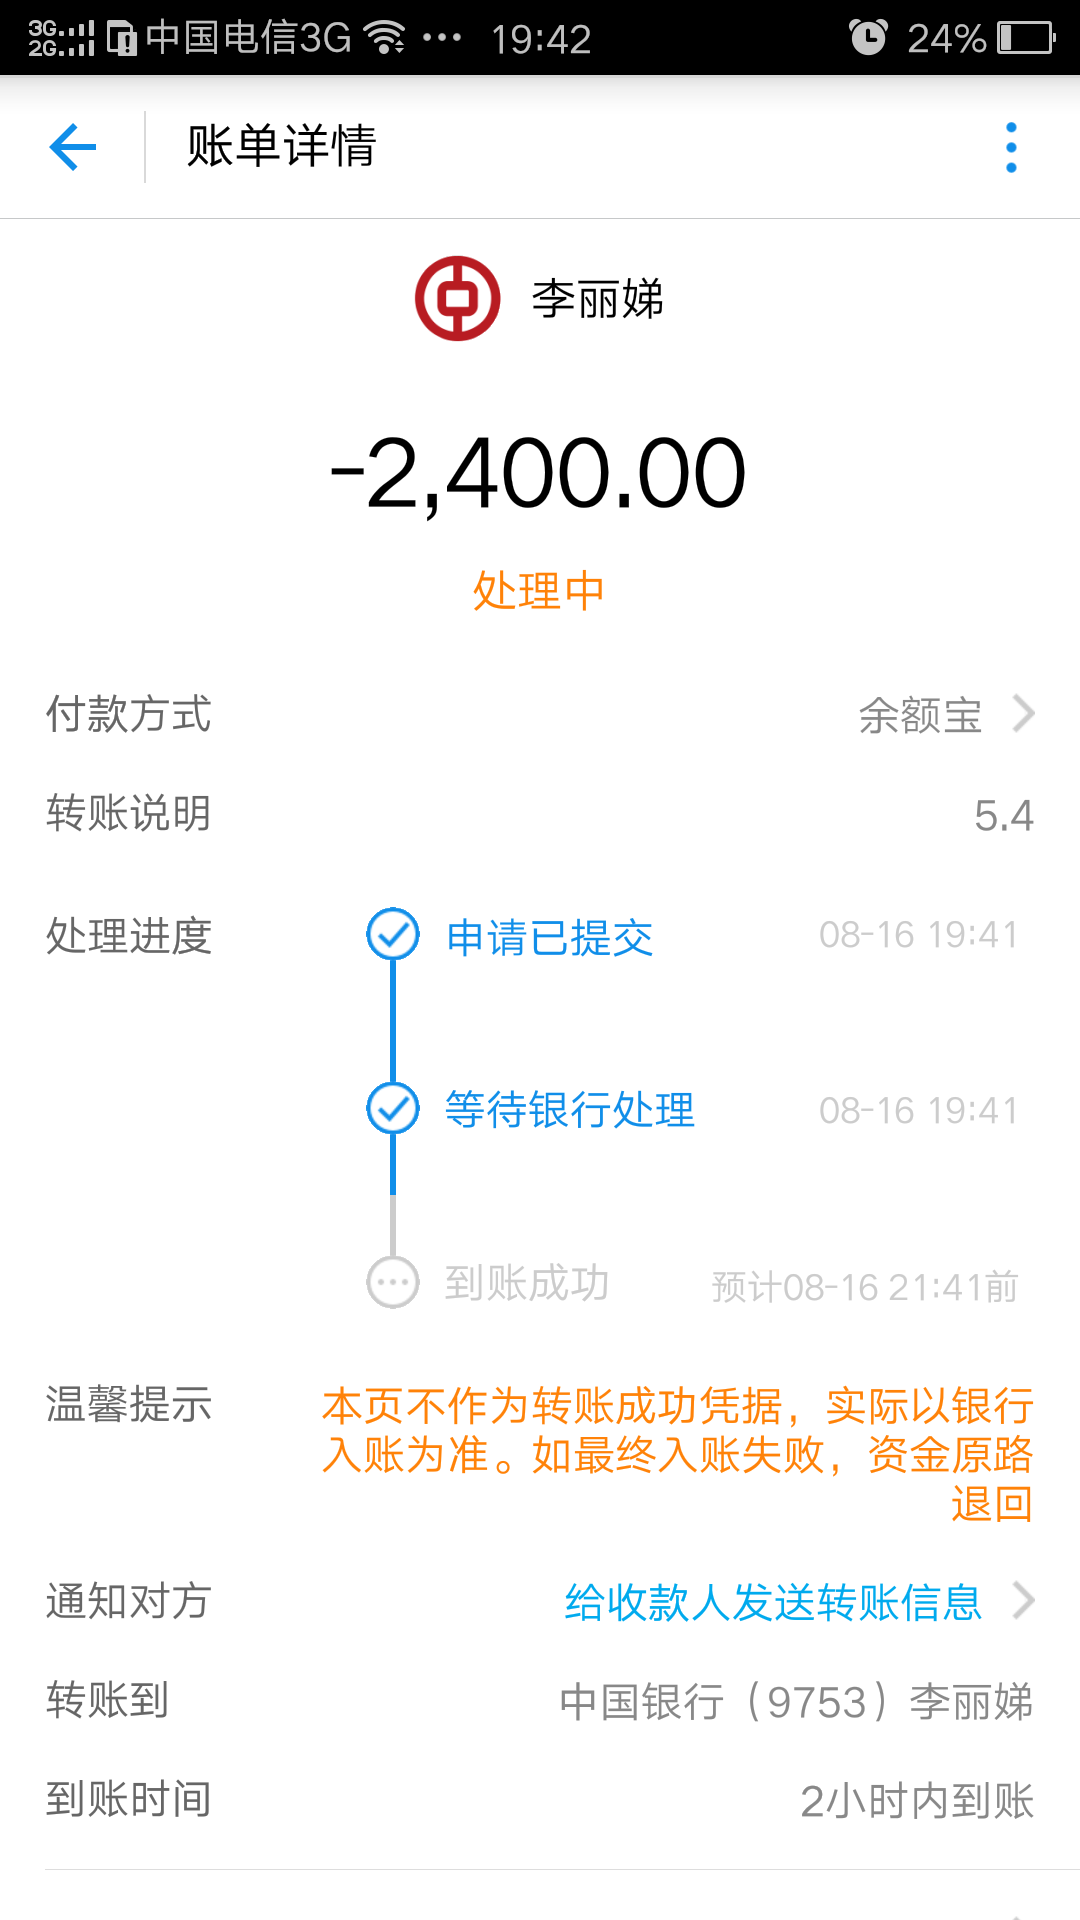 3G 2G 中国电信3G ··· 19:42 24%
账单详情
李丽娣
-2,400.00
处理中
付款方式 余额宝
转账说明 5.4
处理进度 申请已提交 08-16 19:41
等待银行处理 08-16 19:41
到账成功 预计08-16 21:41前
温馨提示 本页不作为转账成功凭据，实际以银行
入账为准。如最终入账失败，资金原路
退回
通知对方 给收款人发送转账信息
转账到 中国银行（9753）李丽娣
到账时间 2小时内到账